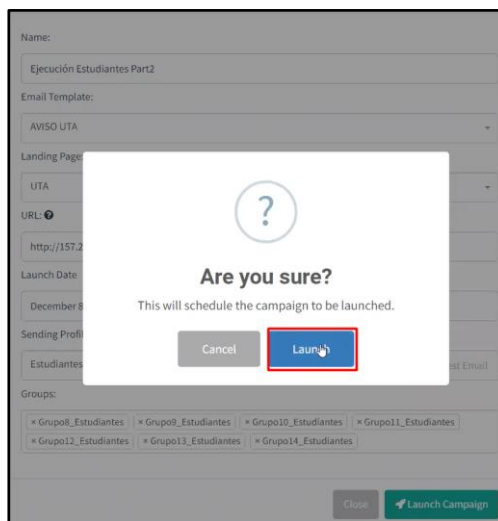 Name:
Ejecución Estudiantes Part2
Email Template:
AVISO UTA
Landing Page:
UTA
URL:
http://157.2
Launch Date
December 8
Sending Profil
Estudiantes
est Email
Groups:
× Grupo8_Estudiantes × Grupo9_Estudiantes × Grupo10_Estudiantes × Grupo11_Estudiantes
× Grupo12_Estudiantes × Grupo13_Estudiantes × Grupo14_Estudiantes
?
Are you sure?
This will schedule the campaign to be launched.
Cancel Launch
Close Launch Campaign